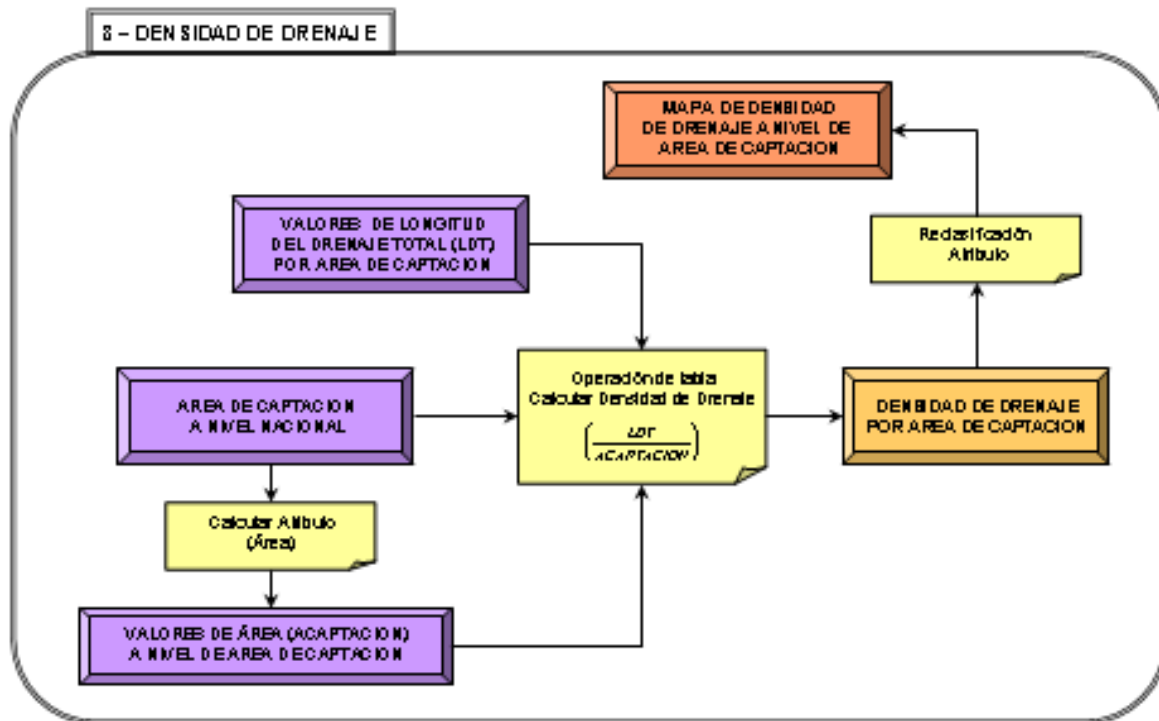 8 – DENSIDAD DE DRENAJE
MAPA DE DENSIDAD
DE DRENAJE A NIVEL DE
AREA DE CAPTACION
VALORES DE LONGITUD
DEL DRENAJE TOTAL (LDT)
POR AREA DE CAPTACION
Reclasificación
Atributo
Operación de tabla
Calcular Densidad de Drenaje
(LDT
ACAPTACION)
AREA DE CAPTACION
A NIVEL NACIONAL
DENSIDAD DE DRENAJE
POR AREA DE CAPTACION
Calcular Atributo
(Área)
VALORES DE ÁREA (ACAPTACION)
A NIVEL DE AREA DE CAPTACION